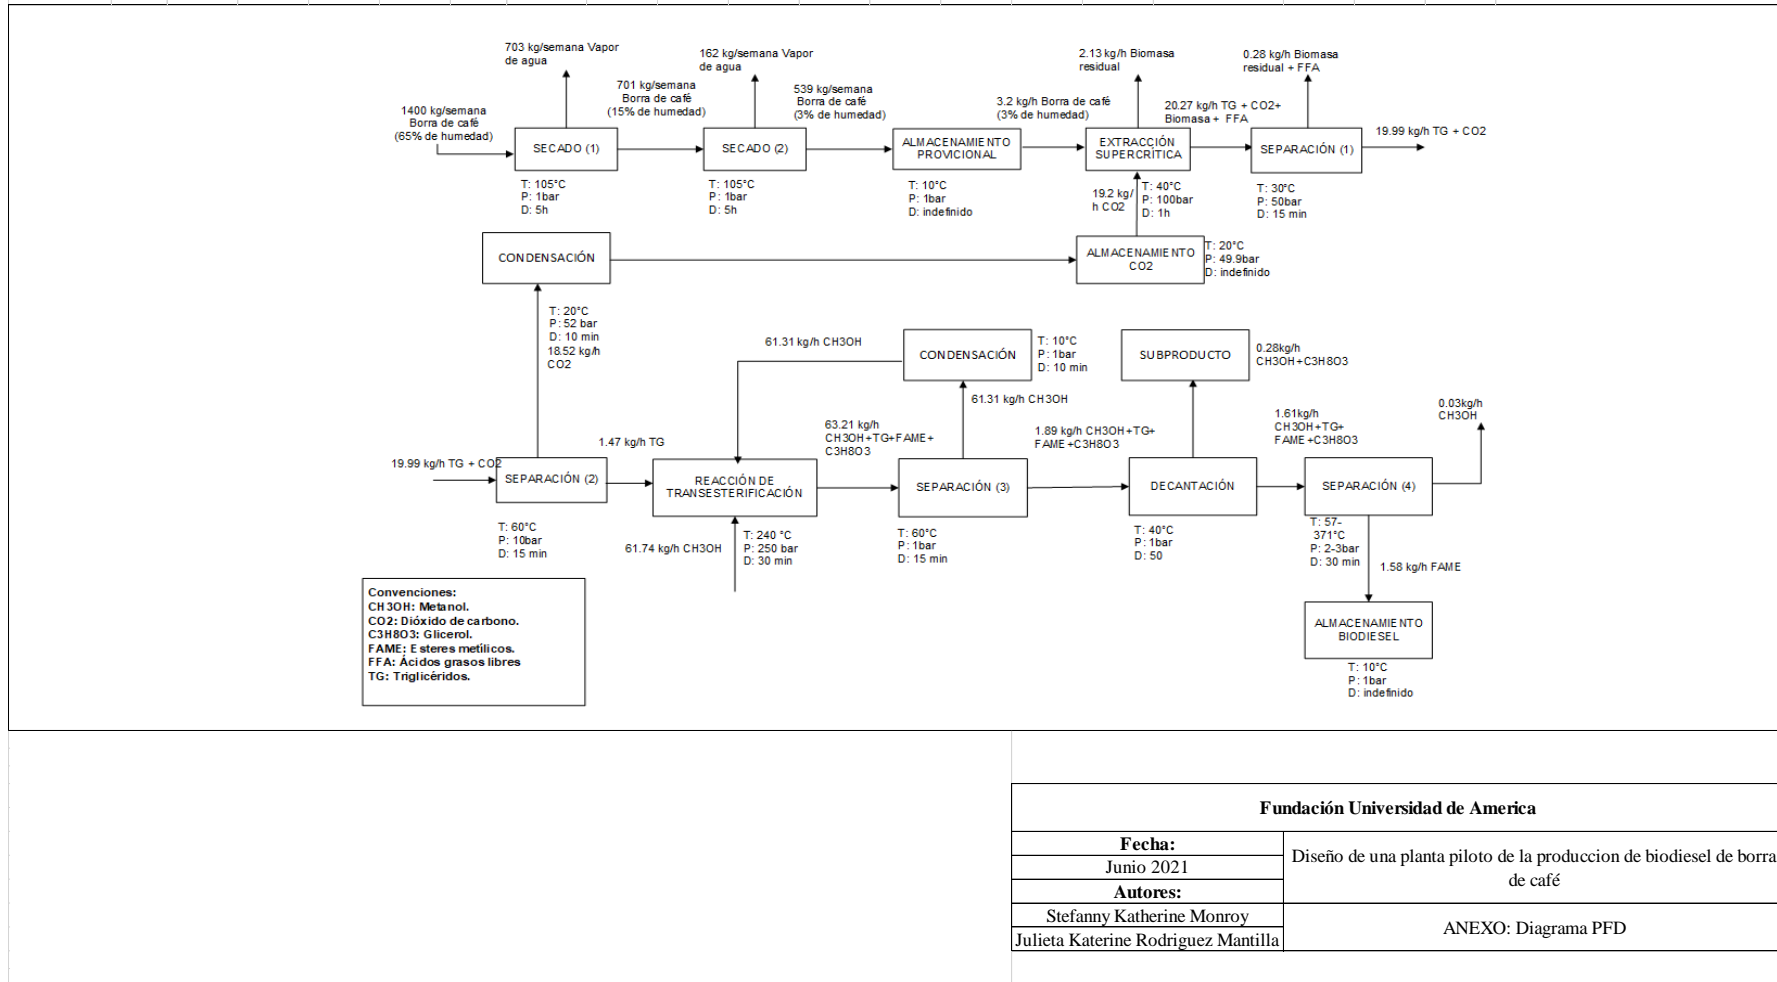 703 kg/semana Vapor
de agua
162 kg/semana Vapor
de agua
2.13 kg/h Biomasa
residual
0.28 kg/h Biomasa
residual + FFA
1400 kg/semana
Borra de café
(65% de humedad)
701 kg/semana
Borra de café
(15% de humedad)
539 kg/semana
Borra de café
(3% de humedad)
3.2 kg/h Borra de café
(3% de humedad)
20.27 kg/h TG + CO2+
Biomasa + FFA
19.99 kg/h TG + CO2
SECADO (1)
SECADO (2)
ALMACENAMIENTO
PROVICIONAL
EXTRACCIÓN
SUPERCRÍTICA
SEPARACIÓN (1)
T: 105°C
P: 1bar
D: 5h
T: 105°C
P: 1bar
D: 5h
T: 10°C
P: 1bar
D: indefinido
19.2 kg/
h CO2
T: 40°C
P: 100bar
D: 1h
T: 30°C
P: 50bar
D: 15 min
CONDENSACIÓN
ALMACENAMIENTO
CO2
T: 20°C
P: 49.9bar
D: indefinido
T: 20°C
P: 52 bar
D: 10 min
18.52 kg/h
CO2
61.31 kg/h CH3OH
CONDENSACIÓN
T: 10°C
P: 1bar
D: 10 min
SUBPRODUCTO
0.28kg/h
CH3OH+C3H8O3
61.31 kg/h CH3OH
1.47 kg/h TG
63.21 kg/h
CH3OH+TG+FAME+
C3H8O3
1.89 kg/h CH3OH+TG+
FAME+C3H8O3
1.61kg/h
CH3OH+TG+
FAME+C3H8O3
0.03kg/h
CH3OH
19.99 kg/h TG + CO2
SEPARACIÓN (2)
REACCIÓN DE
TRANSESTERIFICACIÓN
SEPARACIÓN (3)
DECANTACIÓN
SEPARACIÓN (4)
T: 60°C
P: 10bar
D: 15 min
61.74 kg/h CH3OH
T: 240 °C
P: 250 bar
D: 30 min
T: 60°C
P: 1bar
D: 15 min
T: 40°C
P: 1bar
D: 50
T: 57-
371°C
P: 2-3bar
D: 30 min
1.58 kg/h FAME
ALMACENAMIENTO
BIODIESEL
T: 10°C
P: 1bar
D: indefinido
Convenciones:
CH3OH: Metanol.
CO2: Dióxido de carbono.
C3H8O3: Glicerol.
FAME: Esteres metílicos.
FFA: Ácidos grasos libres
TG: Triglicéridos.
Fundación Universidad de America
Fecha:
Junio 2021
Autores:
Stefanny Katherine Monroy
Julieta Katerine Rodriguez Mantilla
Diseño de una planta piloto de la produccion de biodiesel de borra
de café
ANEXO: Diagrama PFD